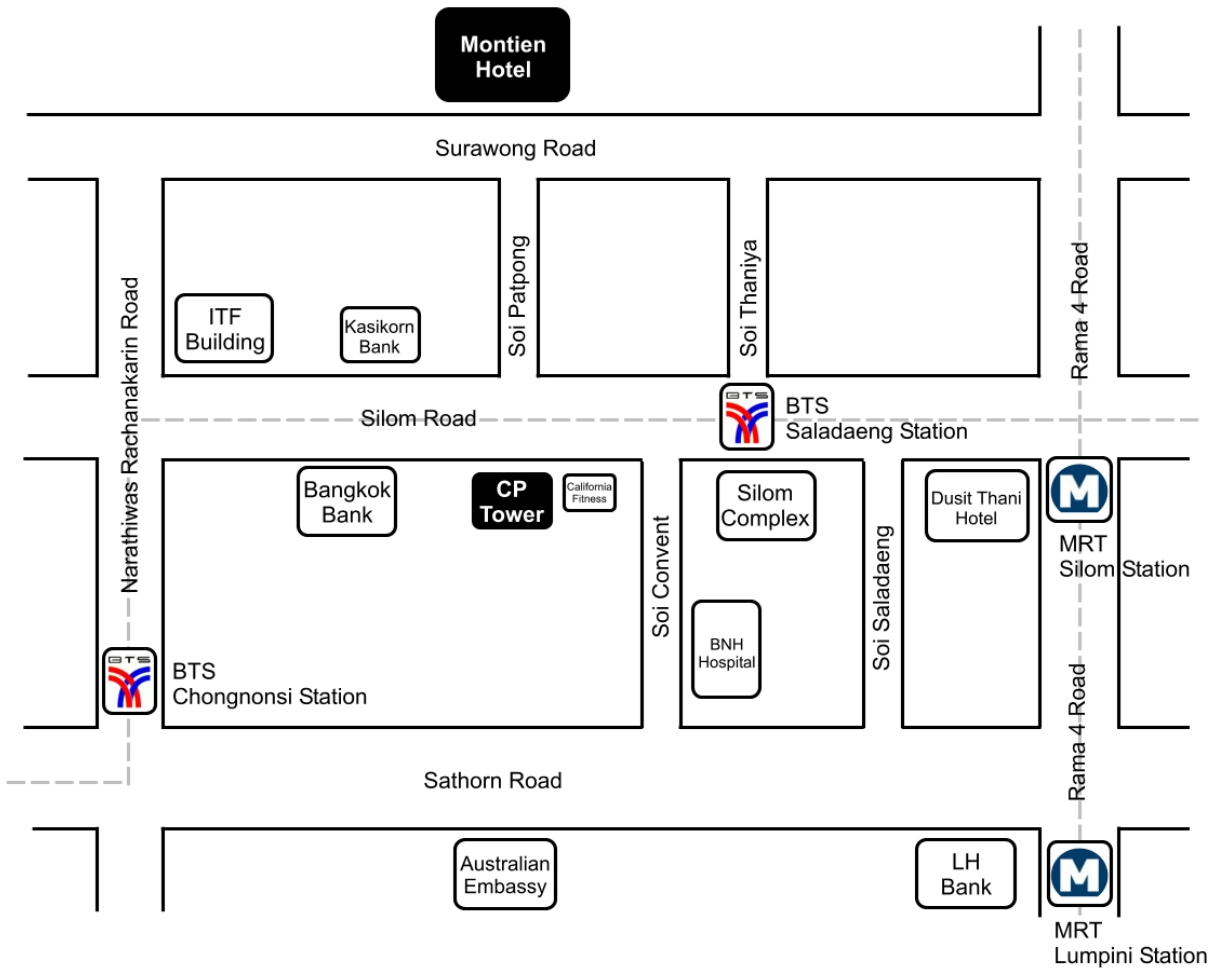 Montien
Hotel
Surawong Road
Narathiwas Rachanakarin Road
Soi Patpong
Soi Thaniya
Rama 4 Road
ITF
Building
Kasikorn
Bank
Silom Road
BTS
BTS
Saladaeng Station
Bangkok
Bank
CP
Tower
California
Fitness
Soi Convent
Silom
Complex
Soi Saladaeng
Dusit Thani
Hotel
M
MRT
Silom Station
BNH
Hospital
BTS
BTS
Chongnonsi Station
Rama 4 Road
Sathorn Road
Australian
Embassy
LH
Bank
M
MRT
Lumpini Station